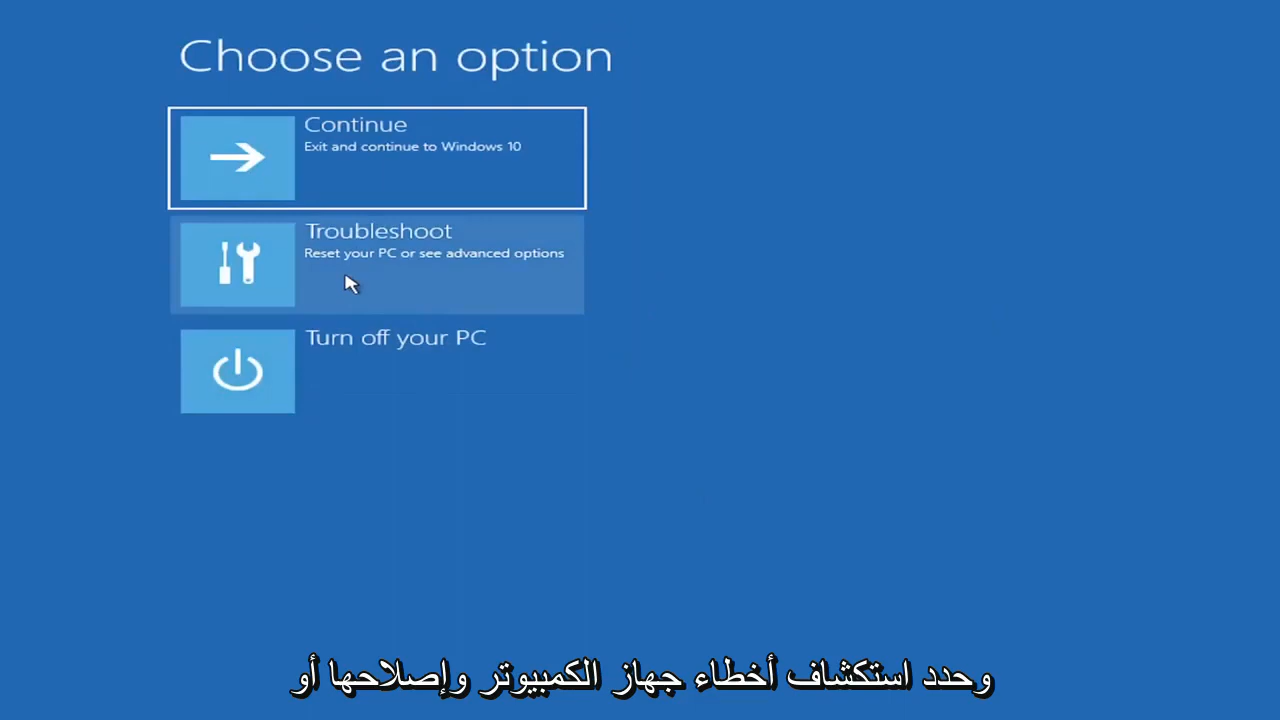 Choose an option
Continue
Exit and continue to Windows 10
Troubleshoot
Reset your PC or see advanced options
Turn off your PC
وحدد استكشاف أخطاء جهاز الكمبيوتر وإصلاحها أو